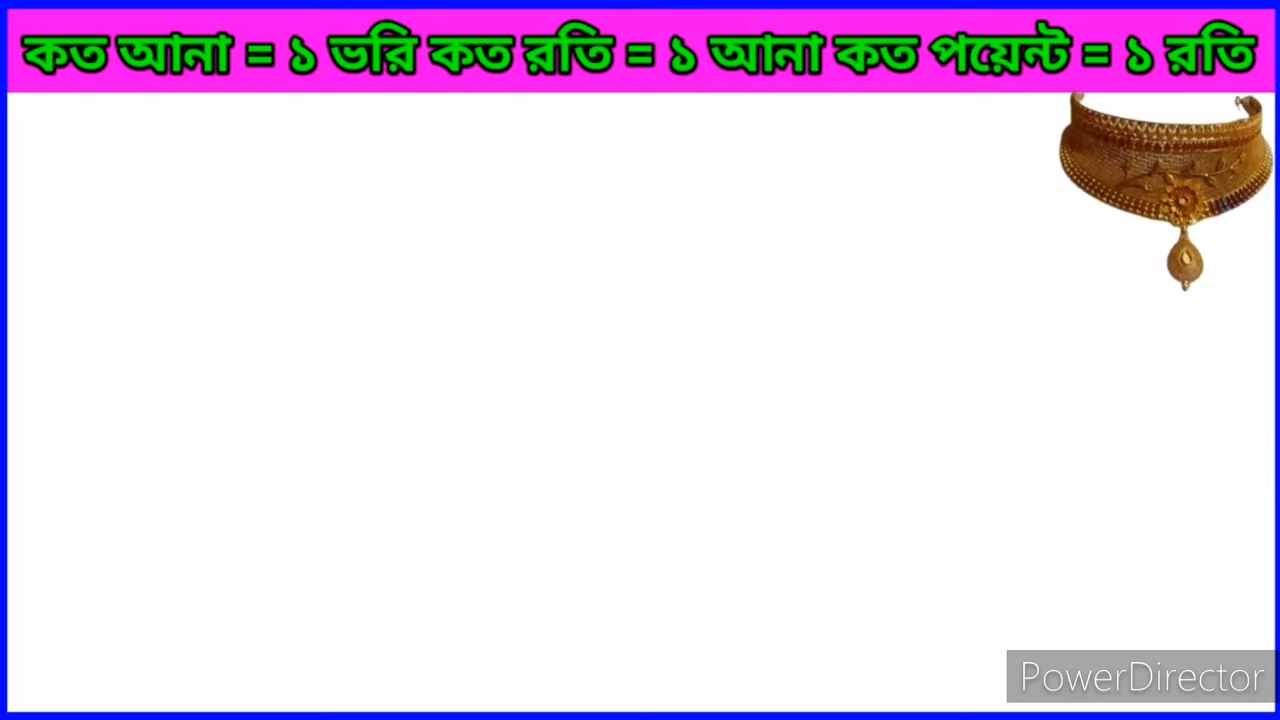 কত আনা = ১ ভরি কত রতি = ১ আনা কত পয়েন্ট = ১ রতি
PowerDirector